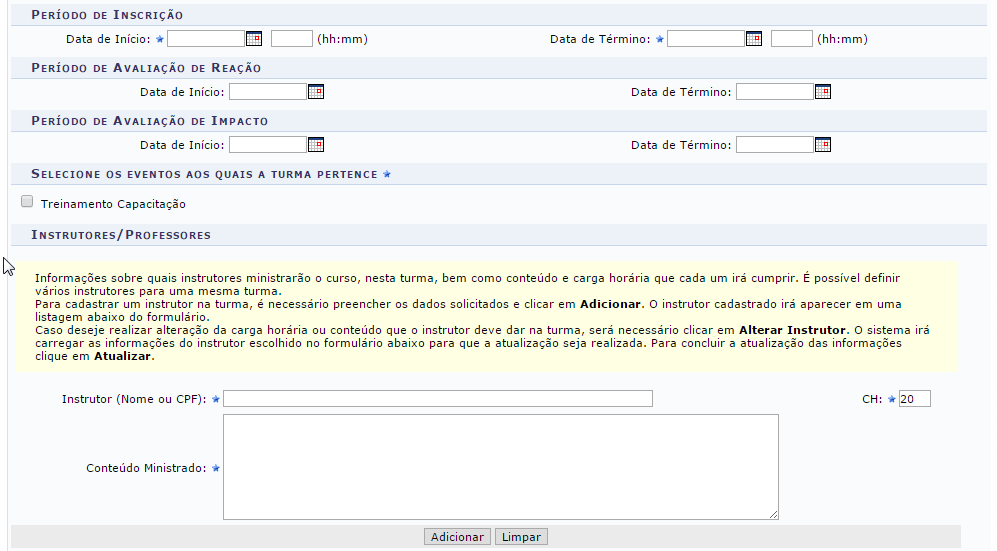 Período de Inscrição
Data de Início: (hh:mm) Data de Término: (hh:mm)
Período de Avaliação de Reação
Data de Início: Data de Término:
Período de Avaliação de Impacto
Data de Início: Data de Término:
Selecione os eventos aos quais a turma pertence
Treinamento Capacitação
Instrutores/Professores
Informações sobre quais instrutores ministrarão o curso, nesta turma, bem como conteúdo e carga horária que cada um irá cumprir. É possível definir
vários instrutores para uma mesma turma.
Para cadastrar um instrutor na turma, é necessário preencher os dados solicitados e clicar em Adicionar. O instrutor cadastrado irá aparecer em uma
listagem abaixo do formulário.
Caso deseje realizar alteração da carga horária ou conteúdo que o instrutor deve dar na turma, será necessário clicar em Alterar Instrutor. O sistema irá
carregar as informações do instrutor escolhido no formulário abaixo para que a atualização seja realizada. Para concluir a atualização das informações
clique em Atualizar.
Instrutor (Nome ou CPF): CH: 20
Conteúdo Ministrado:
Adicionar Limpar